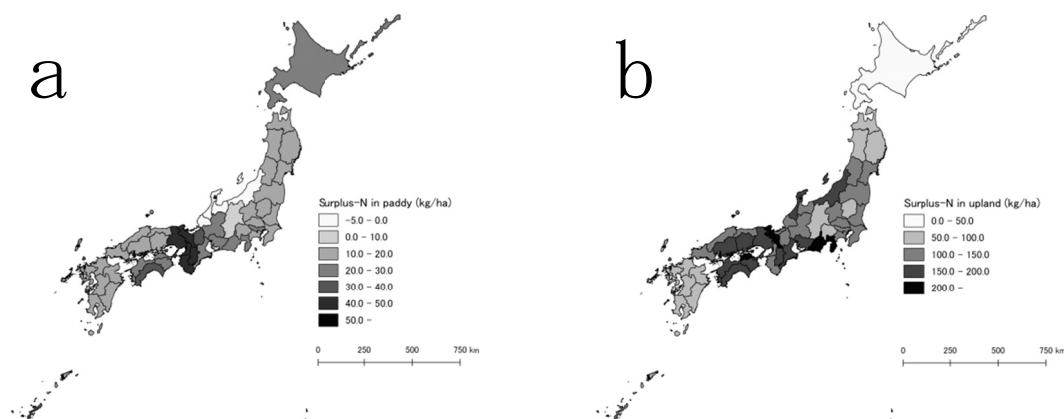 a
Surplus-N in paddy (kg/ha)
-5.0 - 0.0
0.0 - 10.0
10.0 - 20.0
20.0 - 30.0
30.0 - 40.0
40.0 - 50.0
50.0 -
0 250 500 750 km
b
Surplus-N in upland (kg/ha)
0.0 - 50.0
50.0 - 100.0
100.0 - 150.0
150.0 - 200.0
200.0 -
0 250 500 750 km